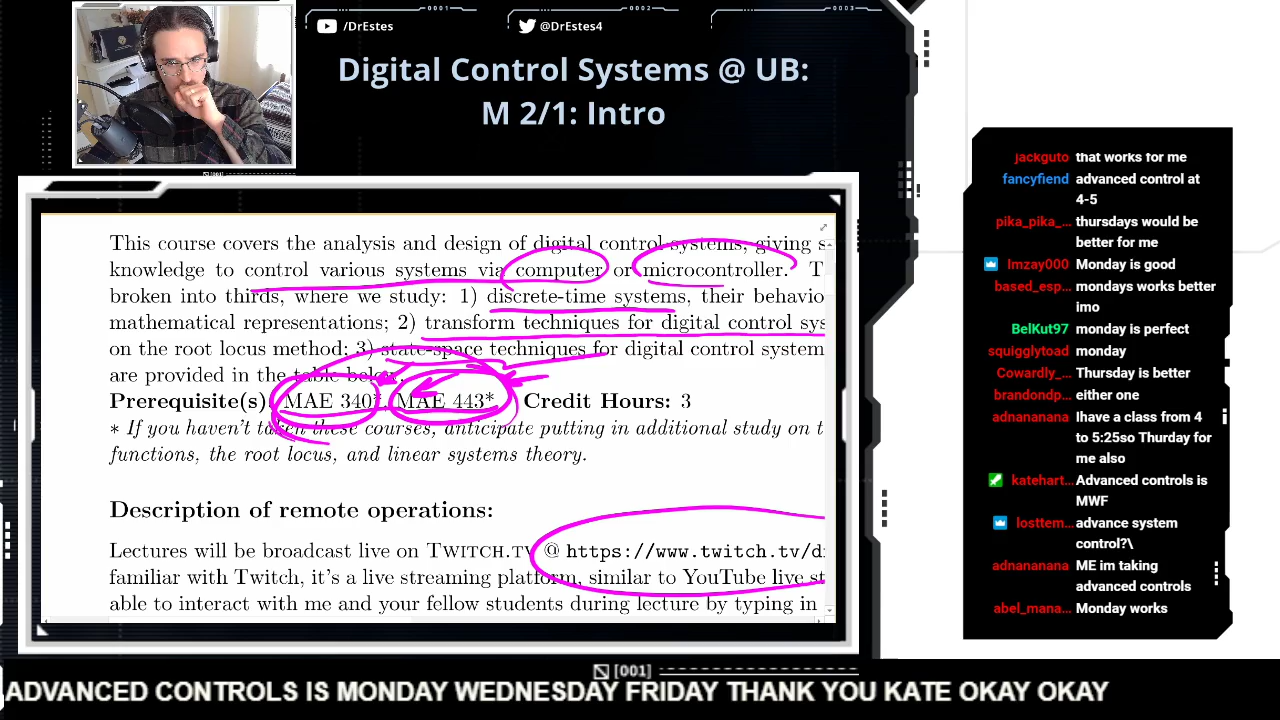 0001
0002
0003
/DrEstes
@DrEstes4
Digital Control Systems @ UB:
M 2/1: Intro
[001]
This course covers the analysis and design of digital control systems, giving s
knowledge to control various systems via computer or microcontroller. T
broken into thirds, where we study: 1) discrete-time systems, their behavio
mathematical representations; 2) transform techniques for digital control sys
on the root locus method; 3) state-space techniques for digital control system
are provided in the table below.
Prerequisite(s): MAE 340*, MAE 443* Credit Hours: 3
* If you haven't taken these courses, anticipate putting in additional study on t
functions, the root locus, and linear systems theory.
Description of remote operations:
Lectures will be broadcast live on TWITCH.TV @ https://www.twitch.tv/d
familiar with Twitch, it's a live streaming platform, similar to YouTube live st
able to interact with me and your fellow students during lecture by typing in
jackguto that works for me
fancyfiend advanced control at
4-5
pika_pika_... thursdays would be
better for me
lmzay000 Monday is good
based_esp... mondays works better
imo
BelKut97 monday is perfect
squigglytoad monday
Cowardly_... Thursday is better
brandondp... either one
adnananana Ihave a class from 4
to 5:25so Thurday for
me also
katehart... Advanced controls is
MWF
losttem... advance system
control?\
adnananana ME im taking
advanced controls
abel_mana... Monday works
[001]
ADVANCED CONTROLS IS MONDAY WEDNESDAY FRIDAY THANK YOU KATE OKAY OKAY